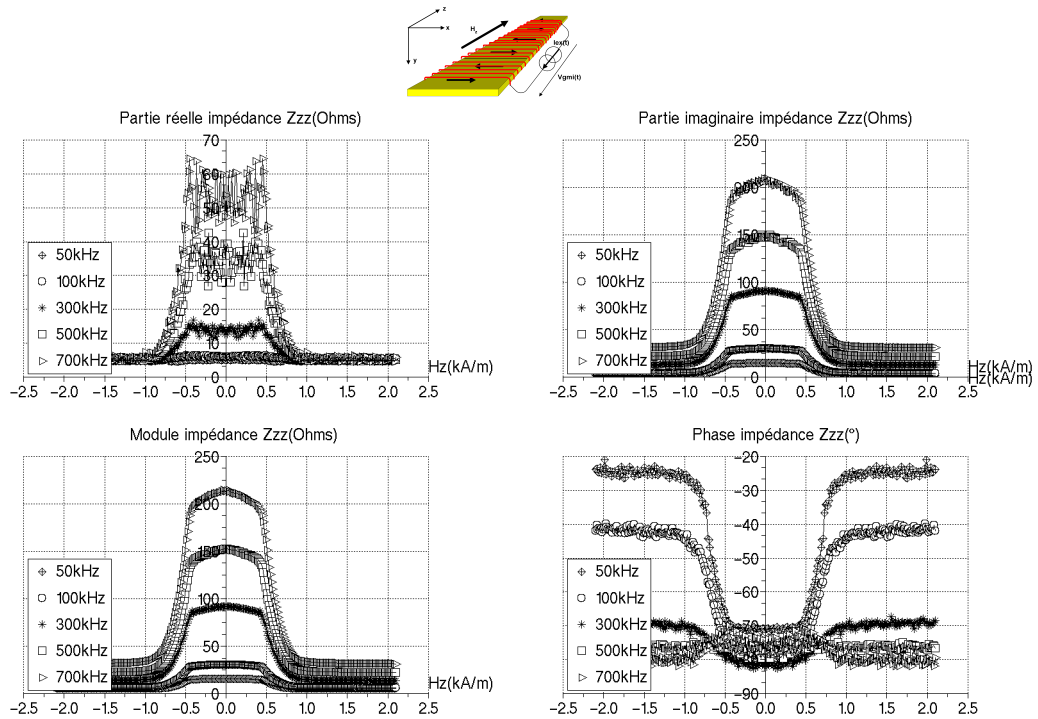 z
x
y
Hz
Iex(t)
Vgmi(t)
Partie réelle impédance Zzz(Ohms)
70
60
50
40
30
20
10
0
50kHz
100kHz
300kHz
500kHz
700kHz
Hz(kA/m)
−2.5 −2.0 −1.5 −1.0 −0.5 0.0 0.5 1.0 1.5 2.0 2.5
Partie imaginaire impédance Zzz(Ohms)
250
200
150
100
50
0
50kHz
100kHz
300kHz
500kHz
700kHz
Hz(kA/m)
Hz(kA/m)
−2.5 −2.0 −1.5 −1.0 −0.5 0.0 0.5 1.0 1.5 2.0 2.5
Module impédance Zzz(Ohms)
250
200
150
100
50
0
50kHz
100kHz
300kHz
500kHz
700kHz
Hz(kA/m)
−2.5 −2.0 −1.5 −1.0 −0.5 0.0 0.5 1.0 1.5 2.0 2.5
Phase impédance Zzz(°)
−20
−30
−40
−50
−60
−70
−90
50kHz
100kHz
300kHz
500kHz
700kHz
−2.5 −2.0 −1.5 −1.0 −0.5 0.0 0.5 1.0 1.5 2.0 2.5